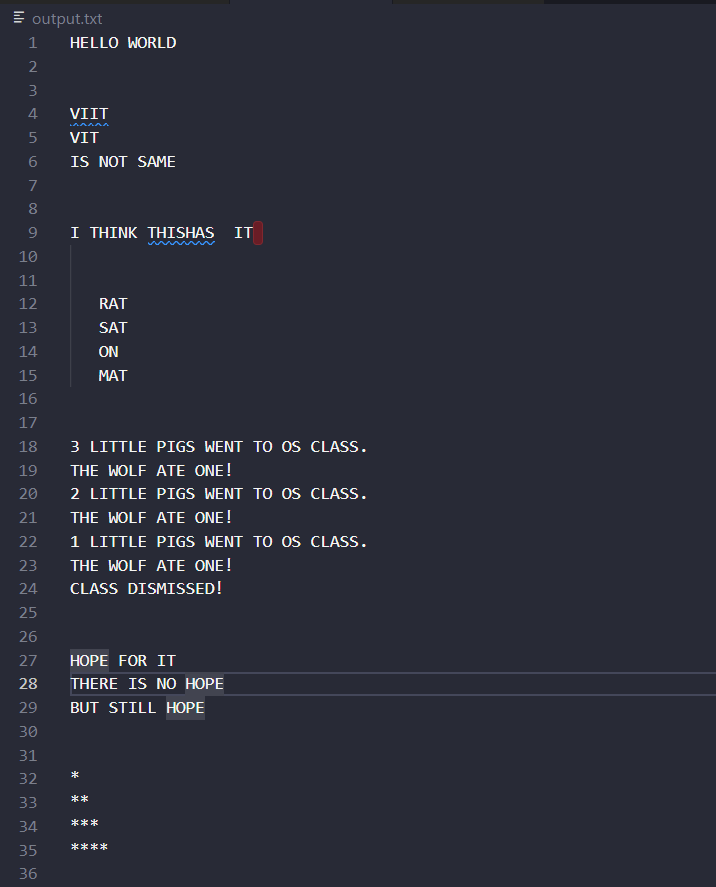 output.txt
1 HELLO WORLD
2
3
4 VIIT
5 VIT
6 IS NOT SAME
7
8
9 I THINK THISHAS  IT
10
11
12    RAT
13    SAT
14    ON
15    MAT
16
17
18 3 LITTLE PIGS WENT TO OS CLASS.
19 THE WOLF ATE ONE!
20 2 LITTLE PIGS WENT TO OS CLASS.
21 THE WOLF ATE ONE!
22 1 LITTLE PIGS WENT TO OS CLASS.
23 THE WOLF ATE ONE!
24 CLASS DISMISSED!
25
26
27 HOPE FOR IT
28 THERE IS NO HOPE
29 BUT STILL HOPE
30
31
32 *
33 **
34 ***
35 ****
36